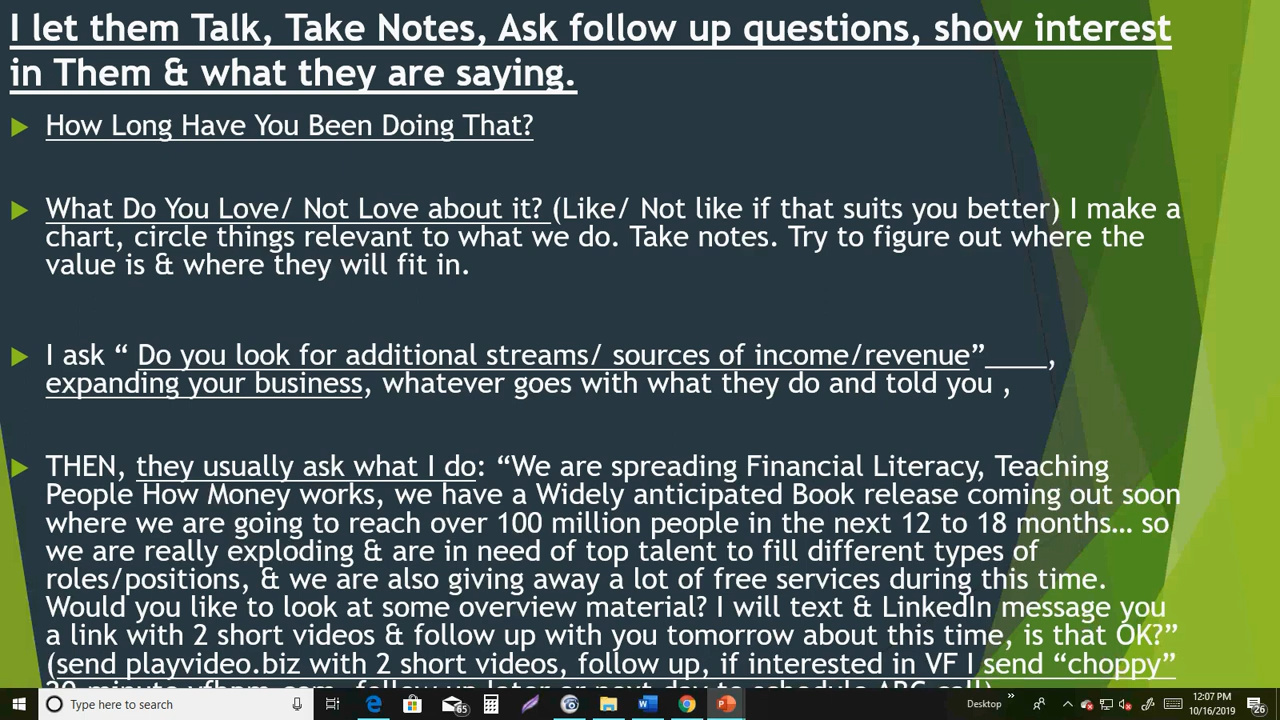 I let them Talk, Take Notes, Ask follow up questions, show interest
in Them & what they are saying.
How Long Have You Been Doing That?
What Do You Love/ Not Love about it? (Like/ Not like if that suits you better) I make a
chart, circle things relevant to what we do. Take notes. Try to figure out where the
value is & where they will fit in.
I ask “ Do you look for additional streams/ sources of income/revenue”____,
expanding your business, whatever goes with what they do and told you ,
THEN, they usually ask what I do: “We are spreading Financial Literacy, Teaching
People How Money works, we have a Widely anticipated Book release coming out soon
where we are going to reach over 100 million people in the next 12 to 18 months... so
we are really exploding & are in need of top talent to fill different types of
roles/positions, & we are also giving away a lot of free services during this time.
Would you like to look at some overview material? I will text & LinkedIn message you
a link with 2 short videos & follow up with you tomorrow about this time, is that OK?”
(send playvideo.biz with 2 short videos, follow up, if interested in VF I send “choppy”
Type here to search
65
Desktop
12:07 PM
10/16/2019
26